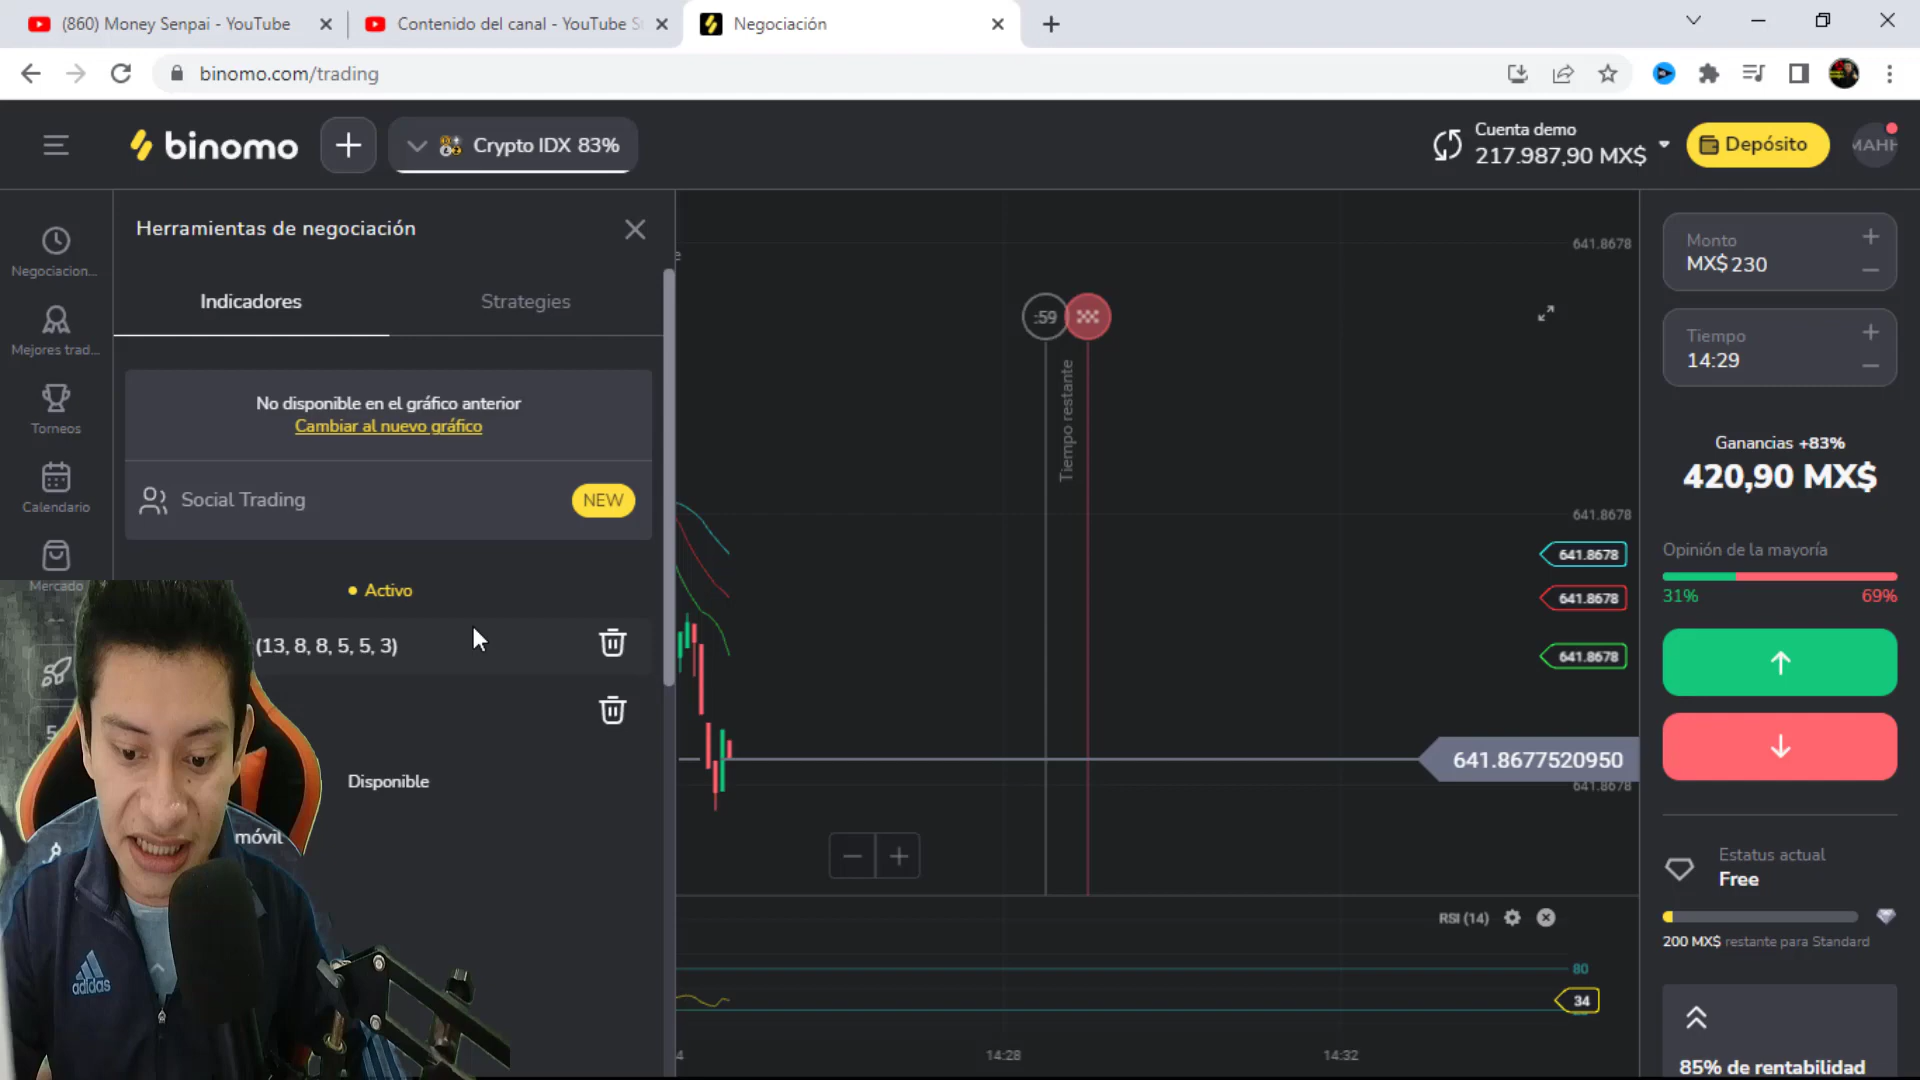 (860) Money Senpai - YouTube
Contenido del canal - YouTube S
Negociación
binomo.com/trading
binomo
Crypto IDX 83%
Cuenta demo
217.987,90 MX$
Depósito
Negociacion...
Mejores trad...
Torneos
Calendario
Mercado
Herramientas de negociación
Indicadores
Strategies
No disponible en el gráfico anterior
Cambiar al nuevo gráfico
Social Trading
NEW
Activo
(13, 8, 8, 5, 5, 3)
Disponible
móvil
adidas
641.8678
:59
Tiempo restante
641.8678
641.8678
641.8678
641.8678
641.8677520950
641.8678
RSI (14)
80
34
4
14:28
14:32
Monto
MX$ 230
Tiempo
14:29
Ganancias +83%
420,90 MX$
Opinión de la mayoría
31%
69%
Estatus actual
Free
200 MX$ restante para Standard
85% de rentabilidad